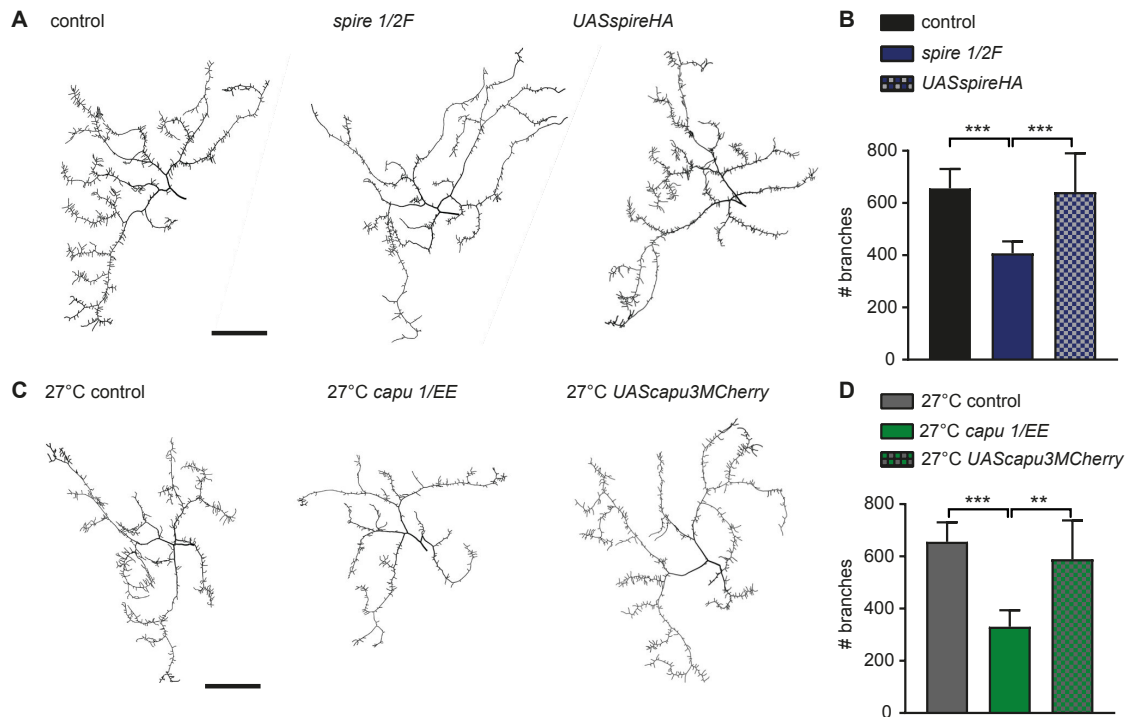 A control spire 1/2F UASspireHA
B
control
spire 1/2F
UASspireHA
*** ***
800
600
400
200
0
# branches
C 27°C control 27°C capu 1/EE 27°C UAScapu3MCherry
D
27°C control
27°C capu 1/EE
27°C UAScapu3MCherry
*** **
800
600
400
200
0
# branches